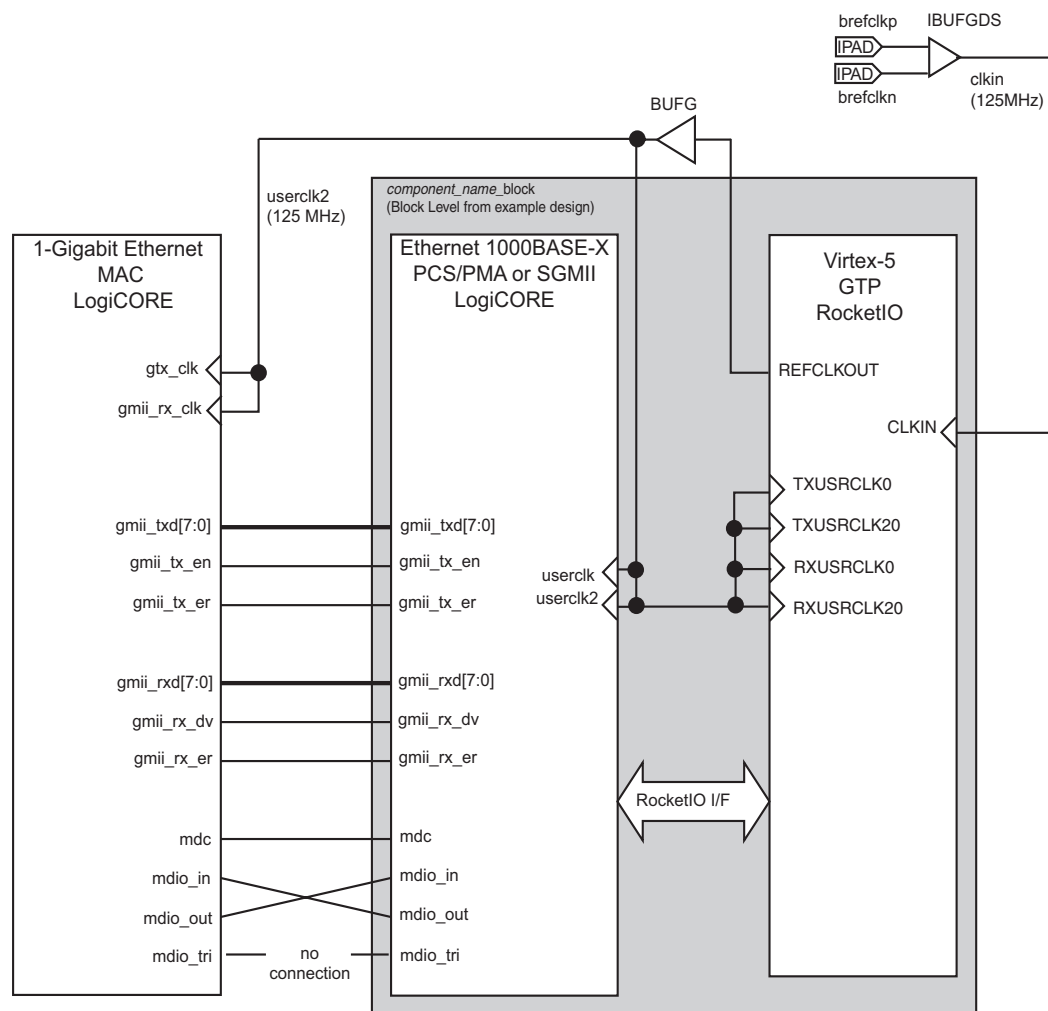 brefclkp
IBUFGDS
IPAD
IPAD
brefclkn
clkin
(125MHz)
BUFG
userclk2
(125 MHz)
component_name_block
(Block Level from example design)
1-Gigabit Ethernet
MAC
LogiCORE
Ethernet 1000BASE-X
PCS/PMA or SGMII
LogiCORE
Virtex-5
GTP
RocketIO
gtx_clk
gmii_rx_clk
REFCLKOUT
CLKIN
TXUSRCLK0
TXUSRCLK20
RXUSRCLK0
RXUSRCLK20
gmii_txd[7:0]
gmii_txd[7:0]
gmii_tx_en
gmii_tx_en
userclk
userclk2
gmii_tx_er
gmii_tx_er
gmii_rxd[7:0]
gmii_rxd[7:0]
gmii_rx_dv
gmii_rx_dv
gmii_rx_er
gmii_rx_er
RocketIO I/F
mdc
mdc
mdio_in
mdio_in
mdio_out
mdio_out
mdio_tri
no
connection
mdio_tri